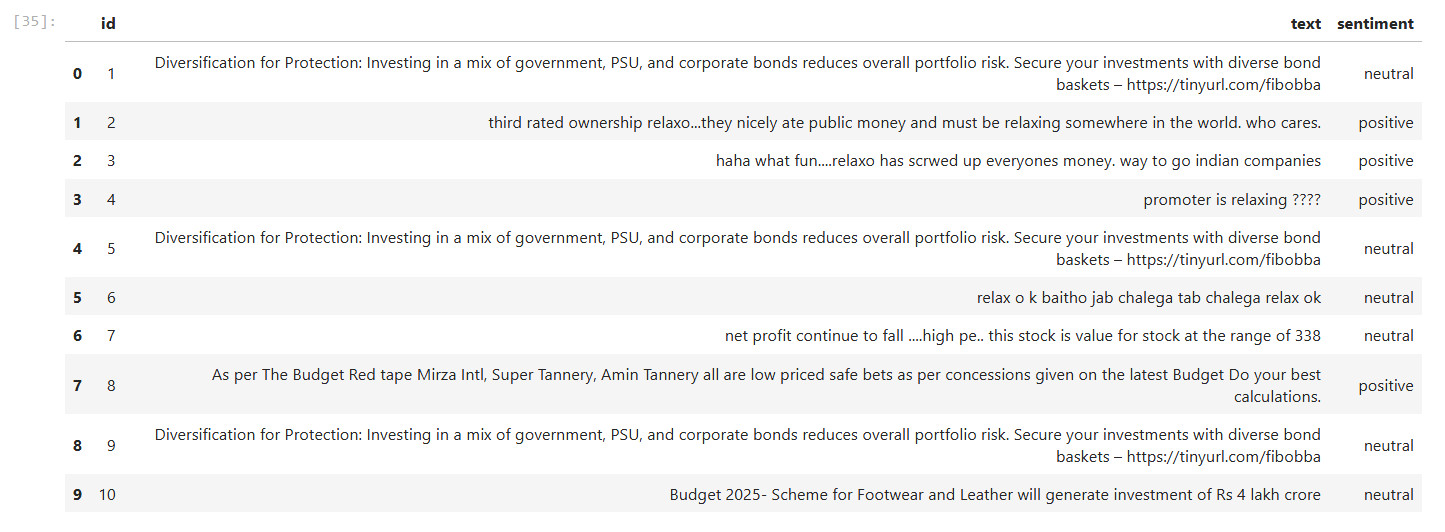 [35]: id text sentiment
0 1 Diversification for Protection: Investing in a mix of government, PSU, and corporate bonds reduces overall portfolio risk. Secure your investments with diverse bond
baskets – https://tinyurl.com/fibobba neutral
1 2 third rated ownership relaxo...they nicely ate public money and must be relaxing somewhere in the world. who cares. positive
2 3 haha what fun....relaxo has scrwed up everyones money. way to go indian companies positive
3 4 promoter is relaxing ???? positive
4 5 Diversification for Protection: Investing in a mix of government, PSU, and corporate bonds reduces overall portfolio risk. Secure your investments with diverse bond
baskets – https://tinyurl.com/fibobba neutral
5 6 relax o k baitho jab chalega tab chalega relax ok neutral
6 7 net profit continue to fall ....high pe.. this stock is value for stock at the range of 338 neutral
7 8 As per The Budget Red tape Mirza Intl, Super Tannery, Amin Tannery all are low priced safe bets as per concessions given on the latest Budget Do your best
calculations. positive
8 9 Diversification for Protection: Investing in a mix of government, PSU, and corporate bonds reduces overall portfolio risk. Secure your investments with diverse bond
baskets – https://tinyurl.com/fibobba neutral
9 10 Budget 2025- Scheme for Footwear and Leather will generate investment of Rs 4 lakh crore neutral